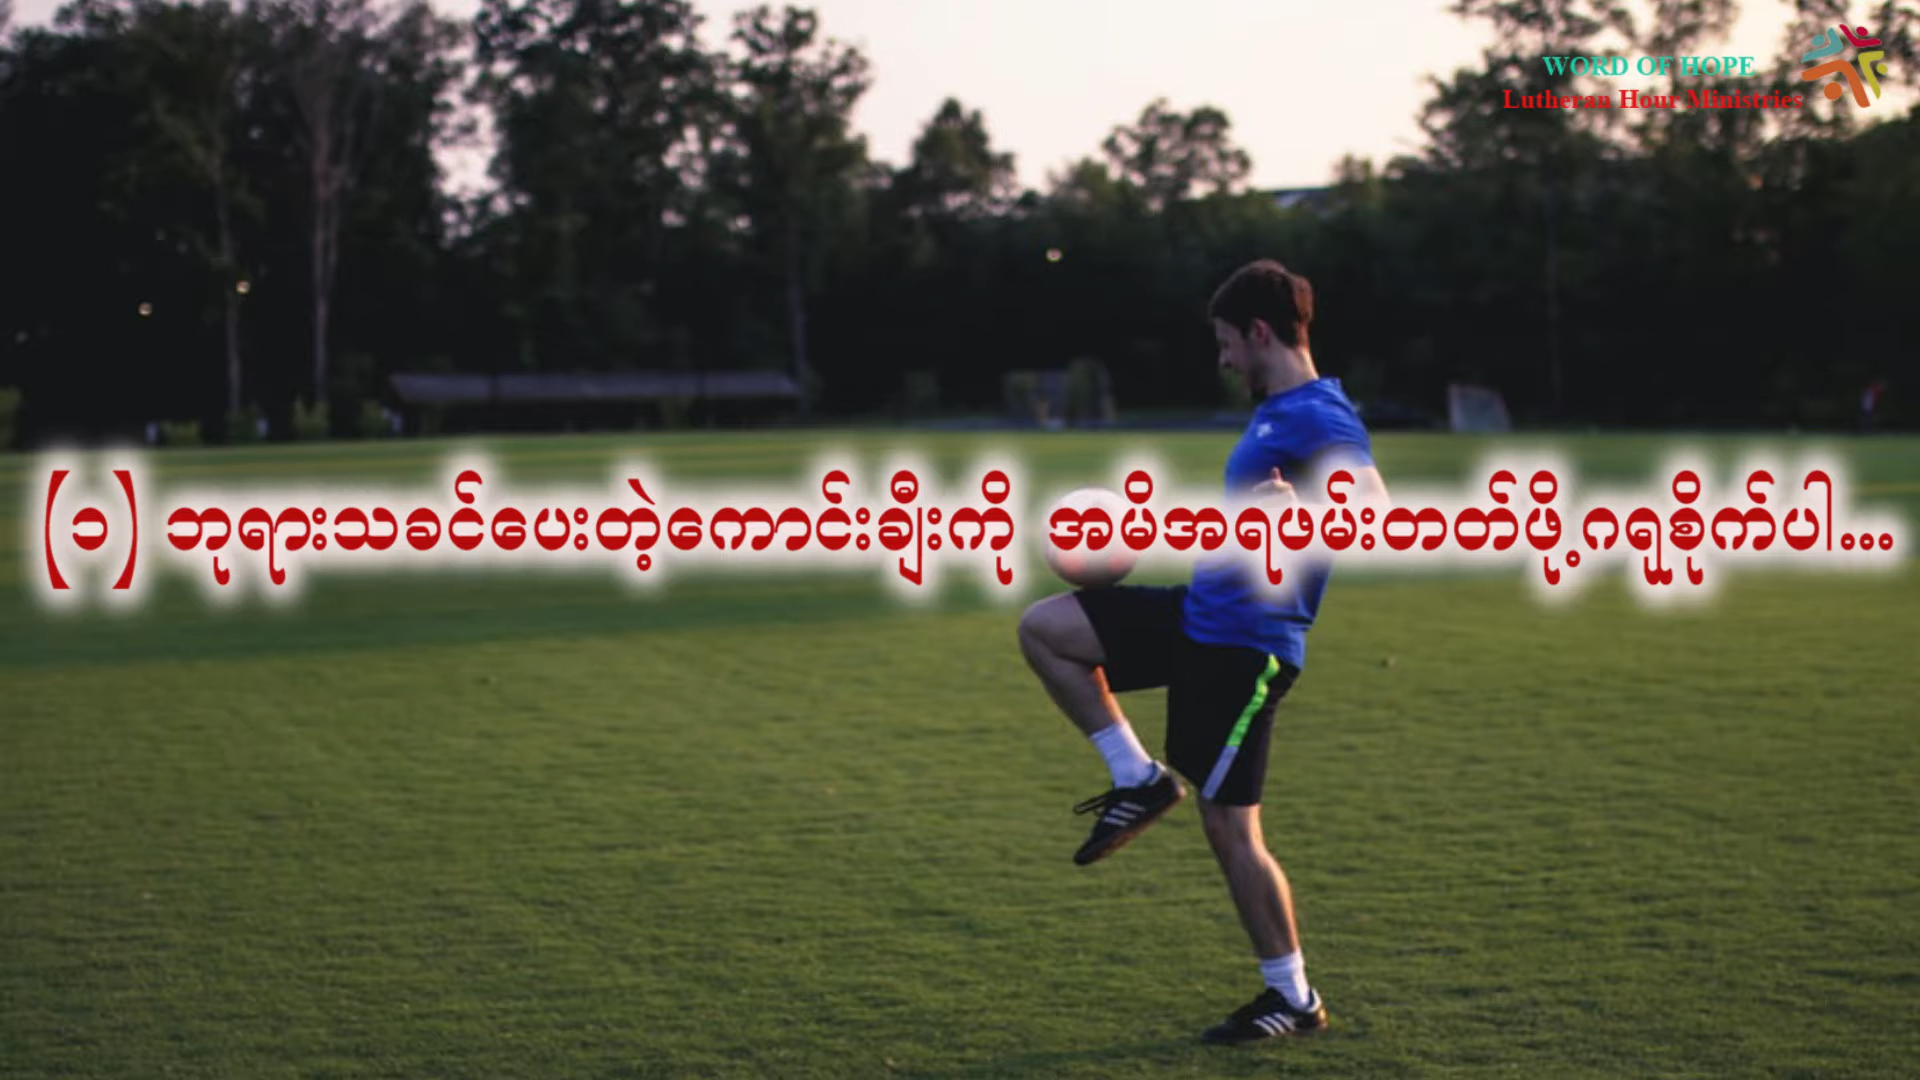 WORD OF HOPE
Lutheran Hour Ministries
(၁) ဘုရားသခင်ပေးတဲ့ကောင်းချီးကို အမိအရဖမ်းတတ်ဖို့ဂရုစိုက်ပါ...